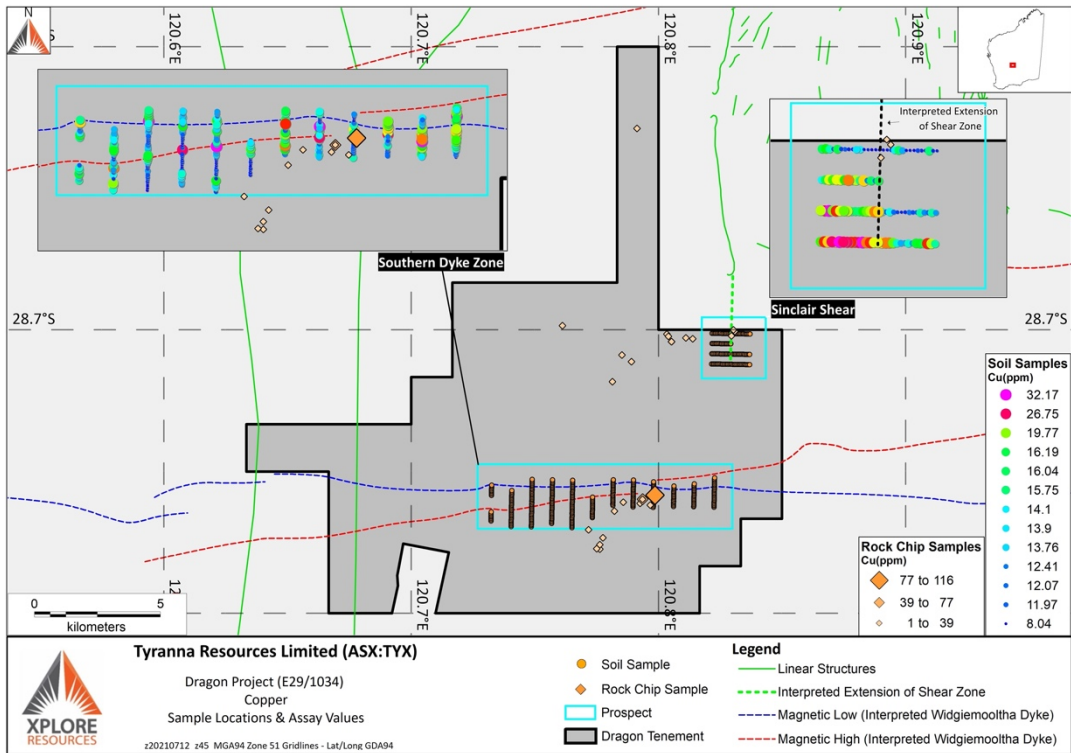 N
120.6°E
120.7°E
120.8°E
120.9°E
Interpreted Extension
of Shear Zone
Southern Dyke Zone
Sinclair Shear
28.7°S
28.7°S
Soil Samples
Cu(ppm)
32.17
26.75
19.77
16.19
16.04
15.75
14.1
13.9
13.76
12.41
12.07
11.97
8.04
Rock Chip Samples
Cu(ppm)
77 to 116
39 to 77
1 to 39
120.7°E
120.8°E
0 5
kilometers
XPLORE
RESOURCES
Tyranna Resources Limited (ASX:TYX)
Dragon Project (E29/1034)
Copper
Sample Locations & Assay Values
z20210712 z45 MGA94 Zone 51 Gridlines - Lat/Long GDA94
Soil Sample
Rock Chip Sample
Prospect
Dragon Tenement
Legend
Linear Structures
Interpreted Extension of Shear Zone
Magnetic Low (Interpreted Widgiemooltha Dyke)
Magnetic High (Interpreted Widgiemooltha Dyke)